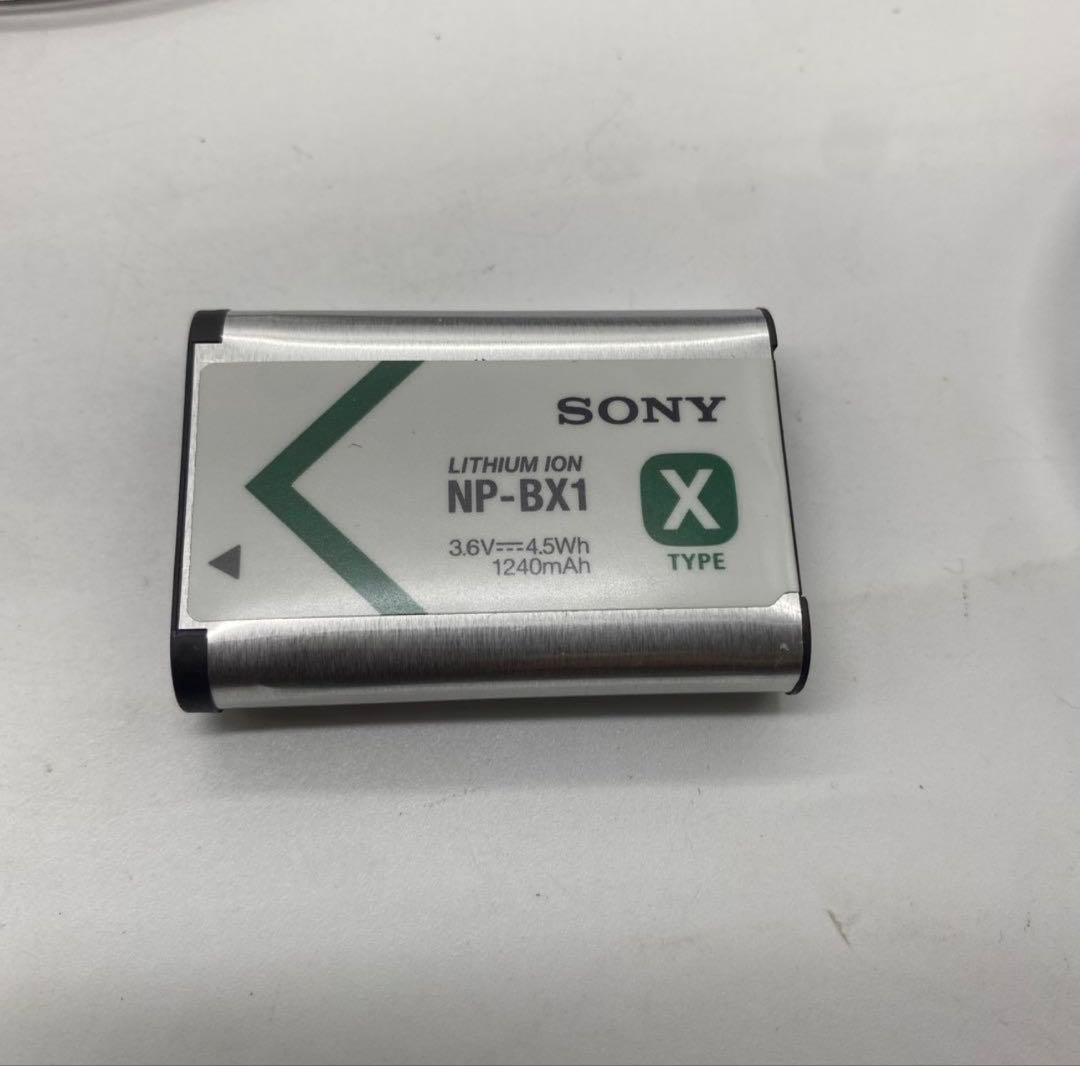 SONY
LITHIUM ION
NP-BX1
X
3.6V⎓4.5Wh
1240mAh
TYPE